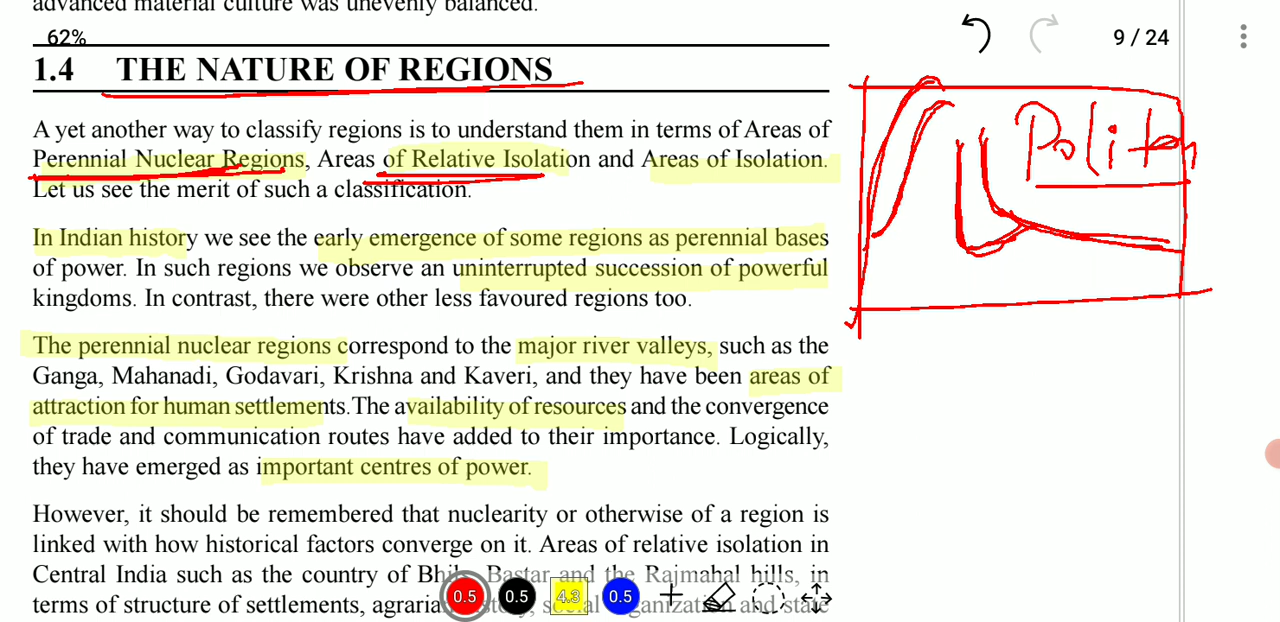 advanced material culture was unevenly balanced.
62%
9 / 24
1.4 THE NATURE OF REGIONS
A yet another way to classify regions is to understand them in terms of Areas of
Perennial Nuclear Regions, Areas of Relative Isolation and Areas of Isolation.
Let us see the merit of such a classification.
In Indian history we see the early emergence of some regions as perennial bases
of power. In such regions we observe an uninterrupted succession of powerful
kingdoms. In contrast, there were other less favoured regions too.
The perennial nuclear regions correspond to the major river valleys, such as the
Ganga, Mahanadi, Godavari, Krishna and Kaveri, and they have been areas of
attraction for human settlements.The availability of resources and the convergence
of trade and communication routes have added to their importance. Logically,
they have emerged as important centres of power.
However, it should be remembered that nuclearity or otherwise of a region is
linked with how historical factors converge on it. Areas of relative isolation in
Central India such as the country of Bhils, Bastar and the Rajmahal hills, in
terms of structure of settlements, agrarian history, social organization and state
0.5 0.5 4.3 0.5